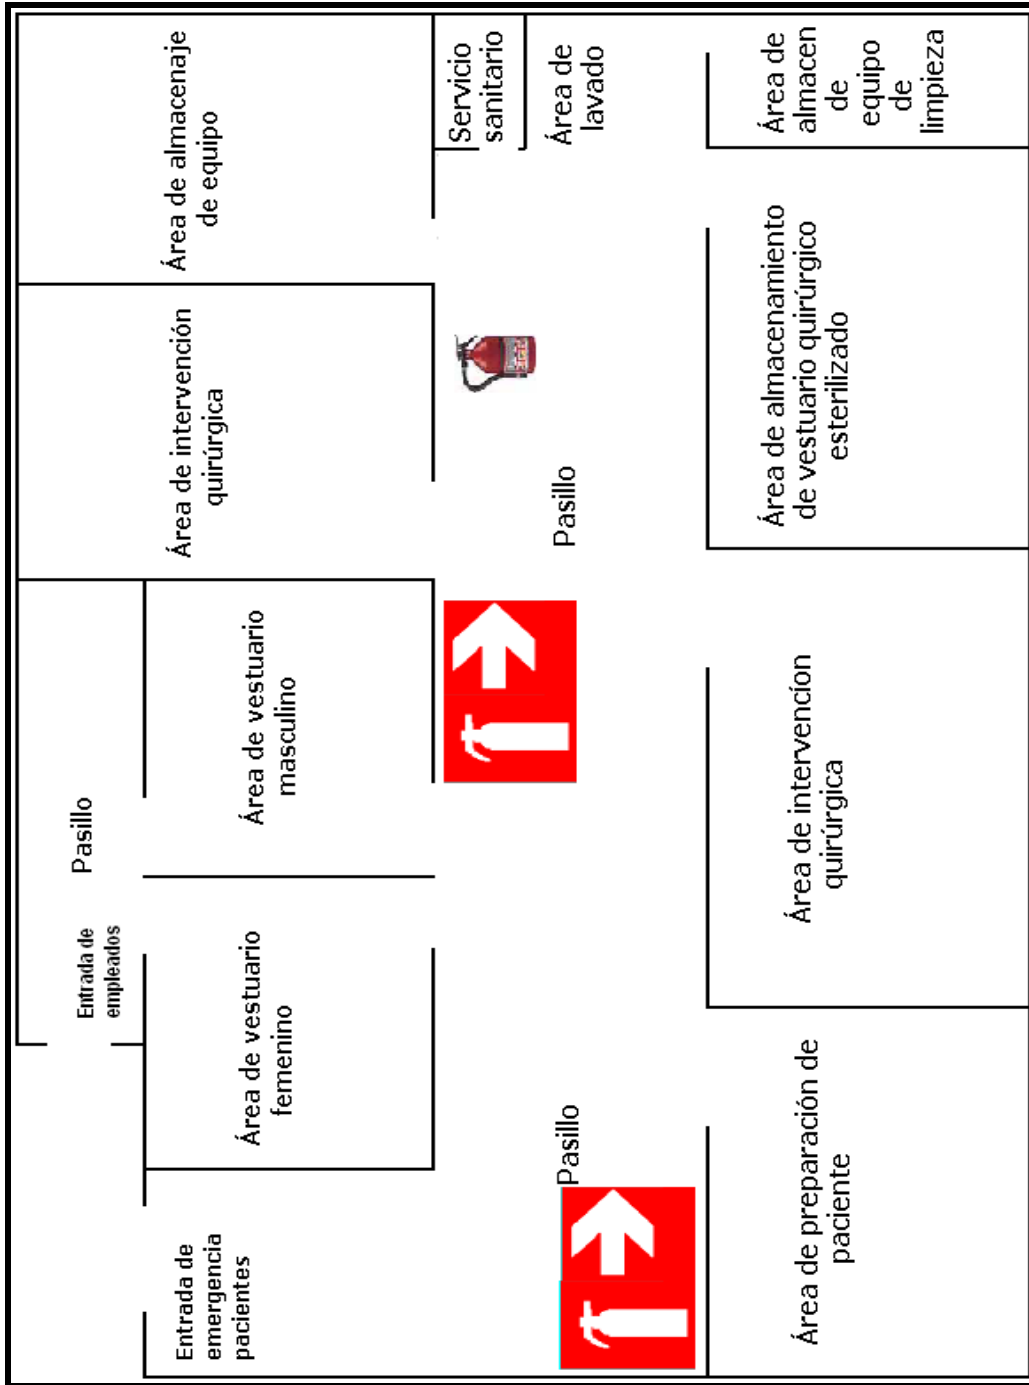 Entrada de
empleados
Pasillo
Entrada de
emergencia
pacientes
Área de vestuario
femenino
Área de vestuario
masculino
Área de intervención
quirúrgica
Área de almacenaje
de equipo
Servicio
sanitario
Área de
lavado
Pasillo
Pasillo
Área de preparación de
paciente
Área de intervencíon
quirúrgica
Área de almacenamiento
de vestuario quirúrgico
esterilizado
Área de
almacen
de
equipo
de
limpieza